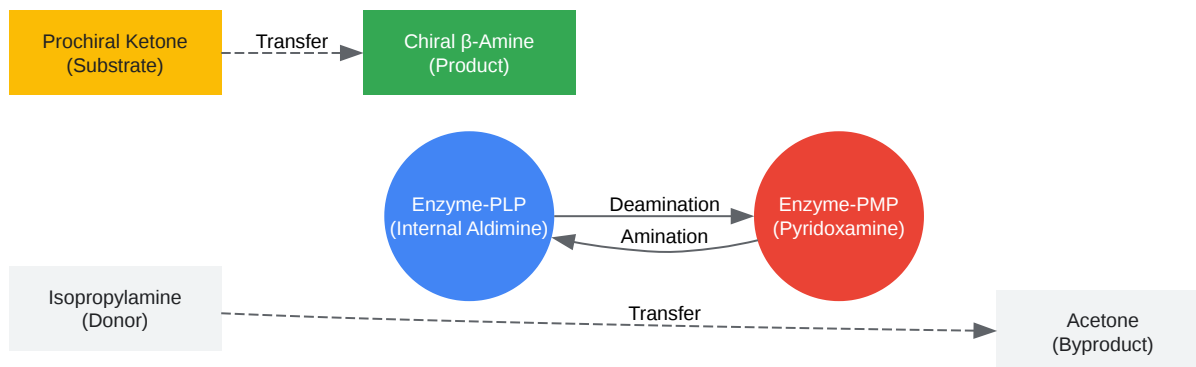 Prochiral Ketone
(Substrate)
Transfer
Chiral β-Amine
(Product)
Enzyme-PLP
(Internal Aldimine)
Deamination
Amination
Enzyme-PMP
(Pyridoxamine)
Isopropylamine
(Donor)
Transfer
Acetone
(Byproduct)